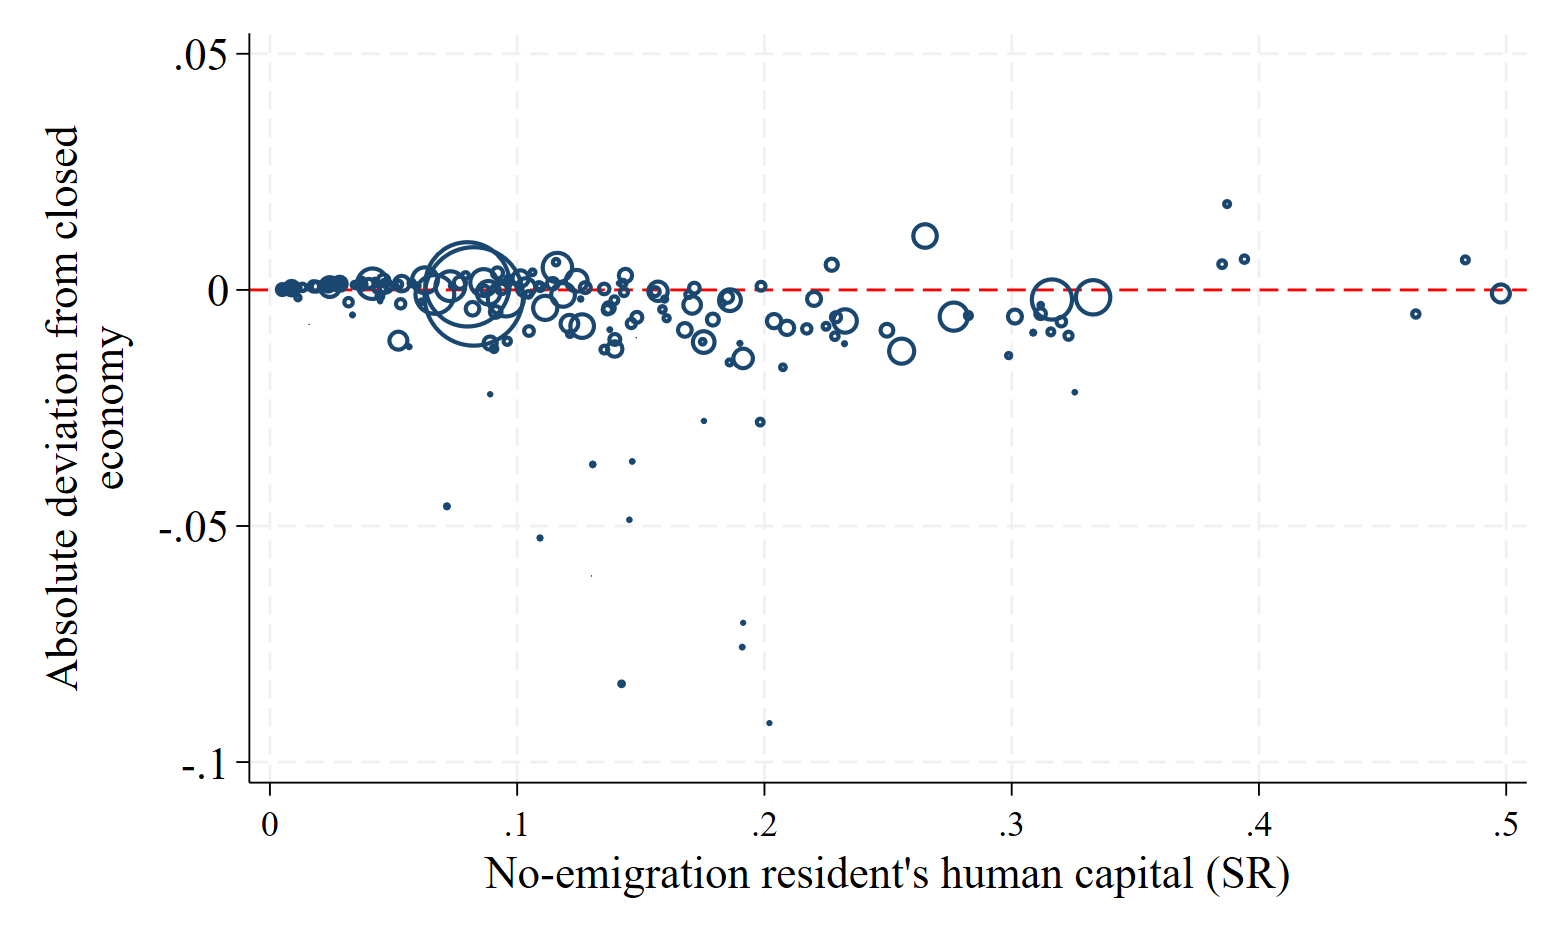 Absolute deviation from closed
economy
.05
0
-.05
-.1
0 .1 .2 .3 .4 .5
No-emigration resident's human capital (SR)